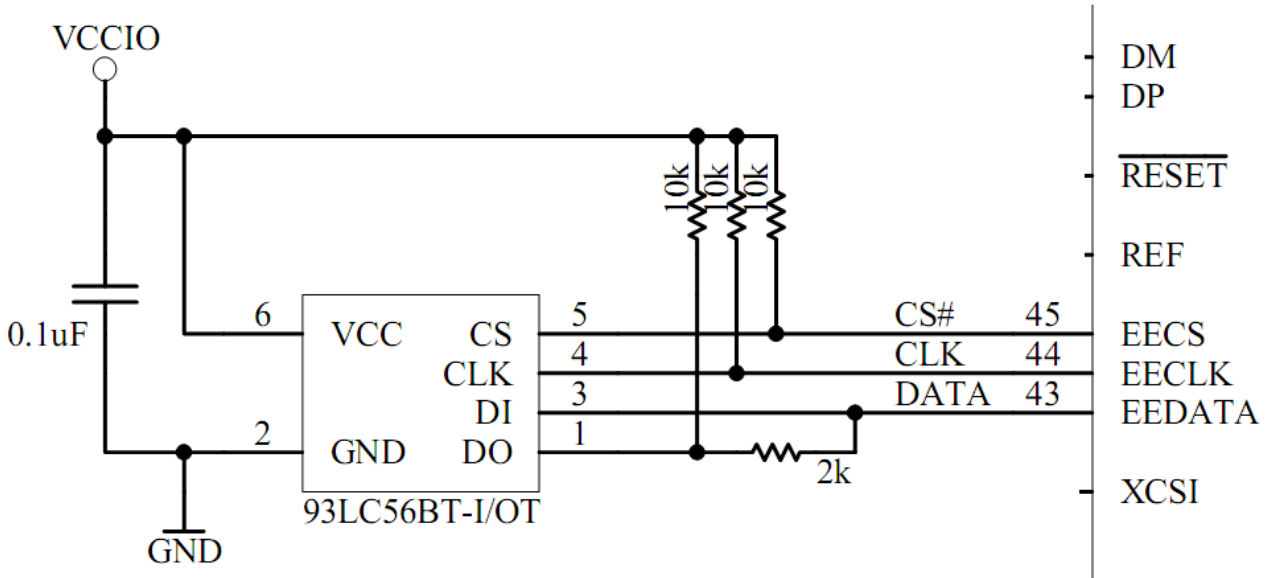 VCCIO
DM
DP
RESET
10k
10k
10k
REF
0.1uF
6
VCC
CS
5
CS#
45
EECS
CLK
4
CLK
44
EECLK
DI
3
DATA
43
EEDATA
2
GND
DO
1
2k
XCSI
93LC56BT-I/OT
GND